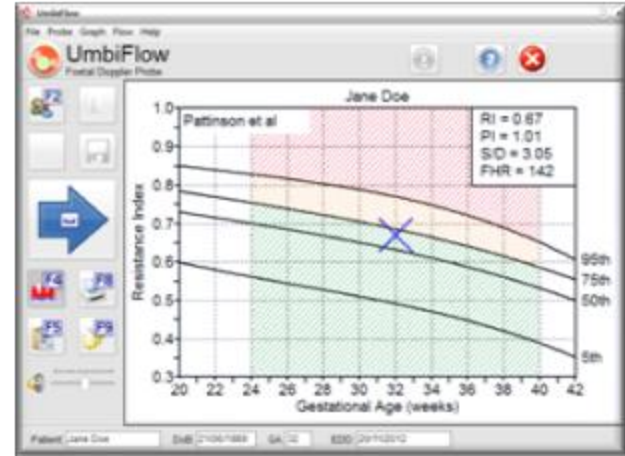 UmbiFlow
File Probe Graph Flow Help
UmbiFlow
Foetal Doppler Probe
F2
Jane Doe
Pattinson et al
RI = 0.67
PI = 1.01
S/D = 3.05
FHR = 142
1.0
0.9
0.8
0.7
0.6
0.5
0.4
0.3
Resistance Index
95th
75th
50th
5th
F4
F8
F5
F9
20 22 24 26 28 30 32 34 36 38 40 42
Gestational Age (weeks)
Patient Jane Doe DoB GA 32 EDD